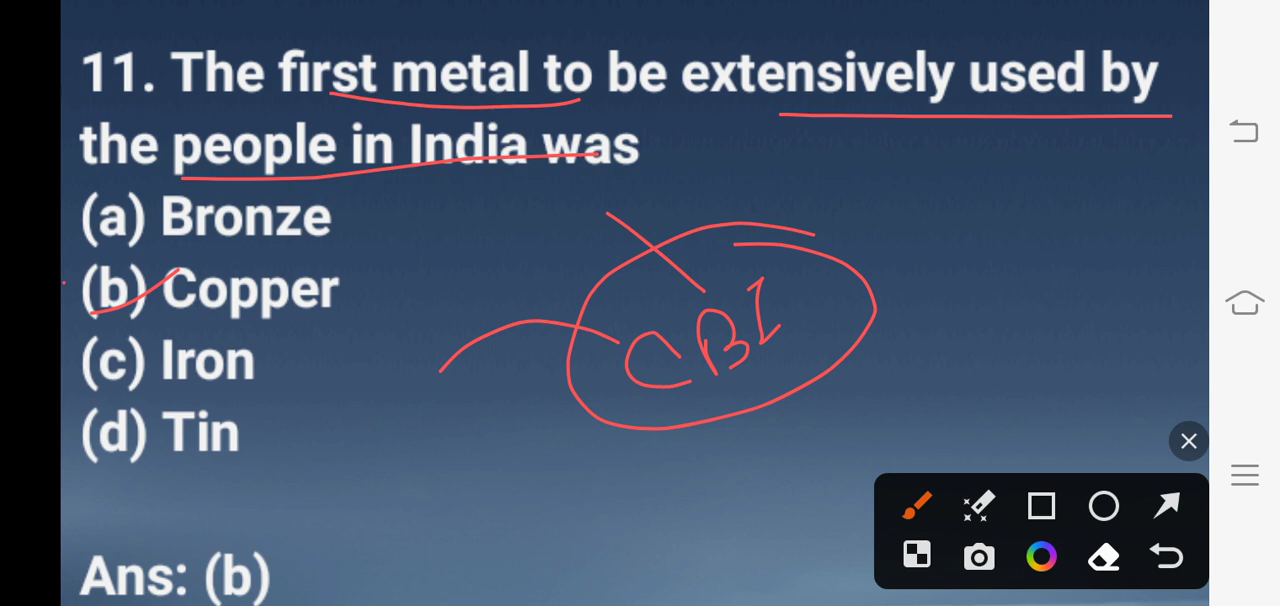 11. The first metal to be extensively used by
the people in India was
(a) Bronze
(b) Copper
(c) Iron
(d) Tin
CBI
Ans: (b)